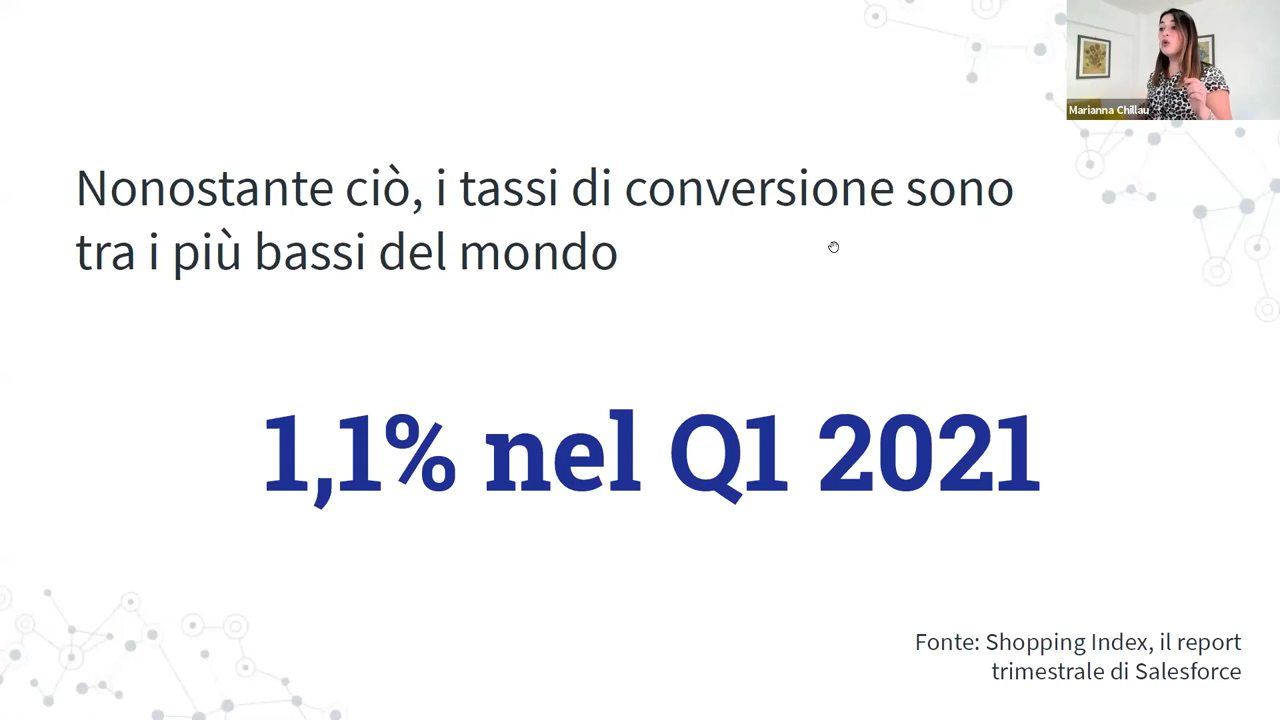 Marianna Chillau
Nonostante ciò, i tassi di conversione sono
tra i più bassi del mondo
1,1% nel Q1 2021
Fonte: Shopping Index, il report
trimestrale di Salesforce